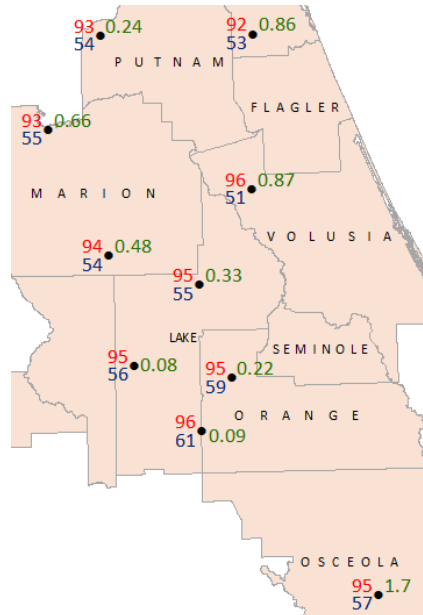 93 0.24
54
92 0.86
53
PUTNAM
FLAGLER
93 0.66
55
96 0.87
51
MARION
VOLUSIA
94 0.48
54
95 0.33
55
LAKE
SEMINOLE
95 0.08
56
95 0.22
59
ORANGE
96 0.09
61
OSCEOLA
95 1.7
57